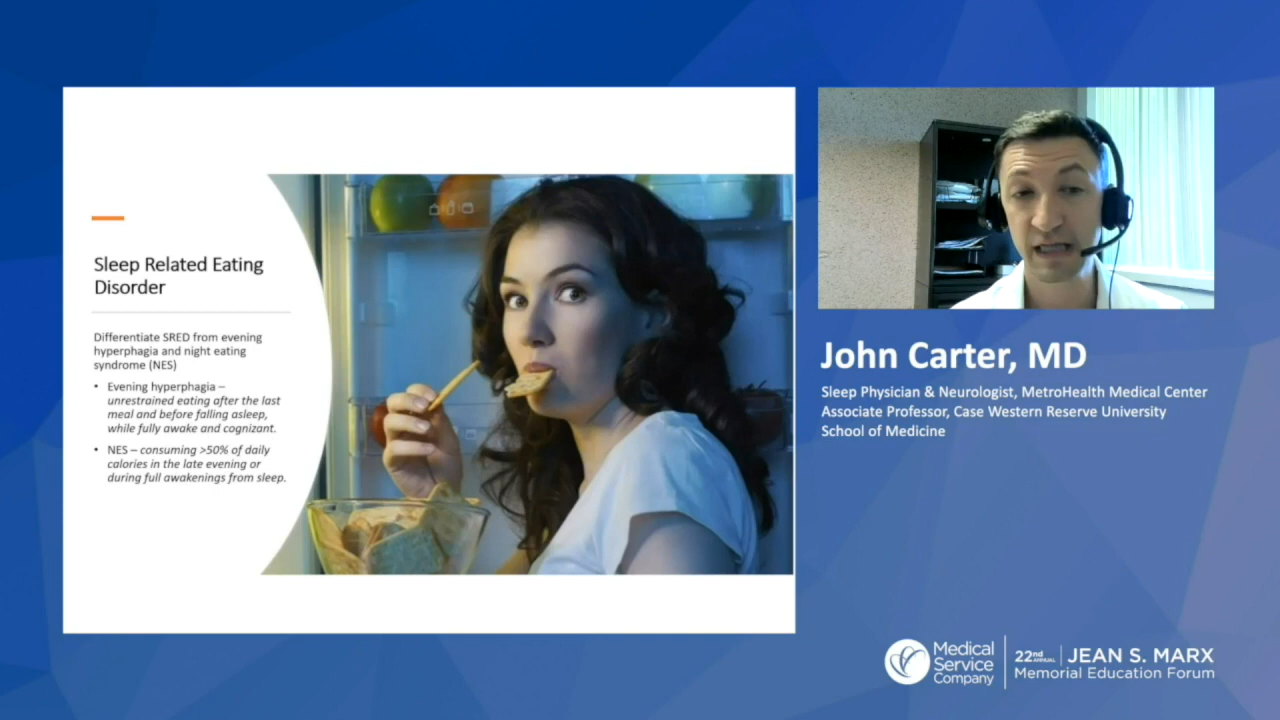 Sleep Related Eating
Disorder
Differentiate SRED from evening
hyperphagia and night eating
syndrome (NES)
• Evening hyperphagia –
unrestrained eating after the last
meal and before falling asleep,
while fully awake and cognizant.
• NES – consuming >50% of daily
calories in the late evening or
during full awakenings from sleep.
John Carter, MD
Sleep Physician & Neurologist, MetroHealth Medical Center
Associate Professor, Case Western Reserve University
School of Medicine
Medical
Service
Company
22nd ANNUAL | JEAN S. MARX
Memorial Education Forum